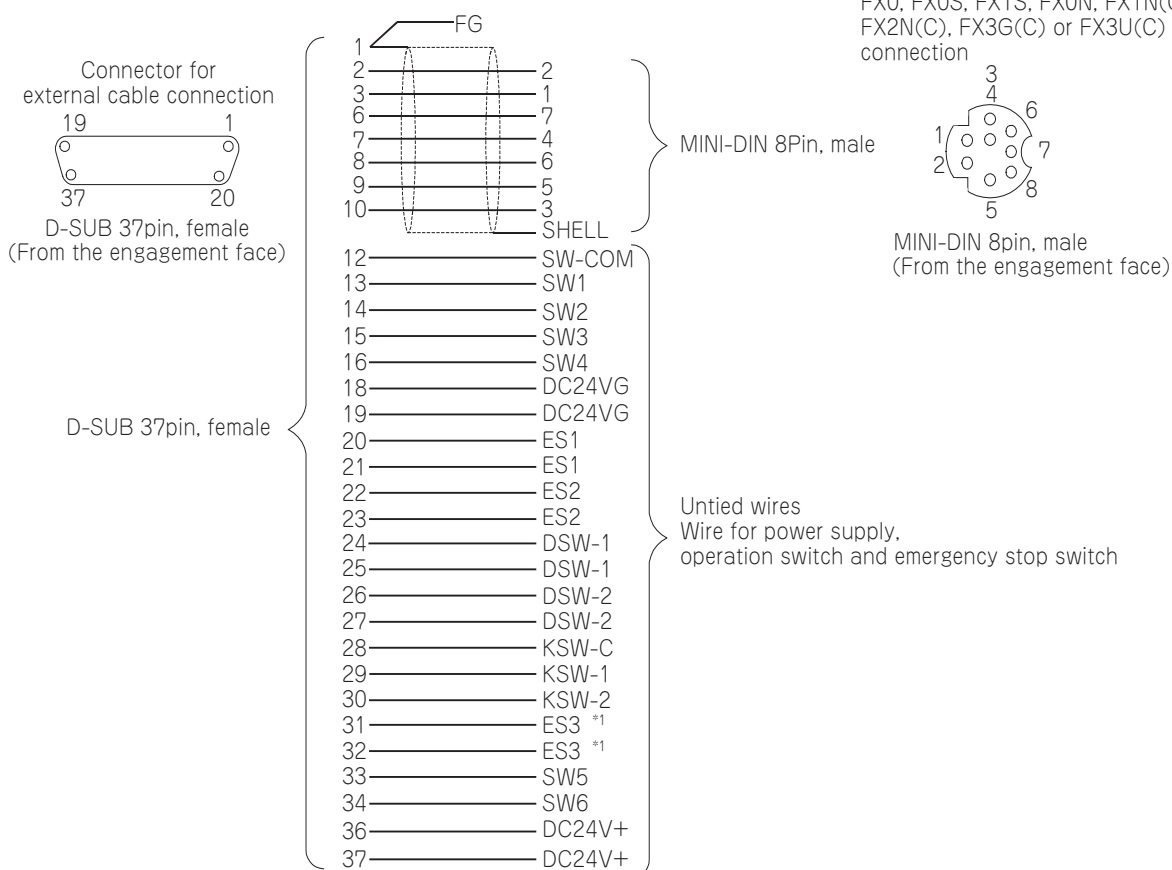 FX0, FX0S, FX1S, FX0N, FX1N(
FX2N(C), FX3G(C) or FX3U(C)
connection
FG
1
Connector for
external cable connection
19 1
37 20
D-SUB 37pin, female
(From the engagement face)
2 2
3 1
6 7
7 4
8 6
9 5
10 3
SHELL
MINI-DIN 8Pin, male
3
4
6
1
7
2
8
5
MINI-DIN 8pin, male
(From the engagement face)
12 SW-COM
13 SW1
14 SW2
15 SW3
16 SW4
18 DC24VG
19 DC24VG
20 ES1
21 ES1
22 ES2
23 ES2
24 DSW-1
25 DSW-1
26 DSW-2
27 DSW-2
28 KSW-C
29 KSW-1
30 KSW-2
31 ES3 *1
32 ES3 *1
33 SW5
34 SW6
36 DC24V+
37 DC24V+
D-SUB 37pin, female
Untied wires
Wire for power supply,
operation switch and emergency stop switch